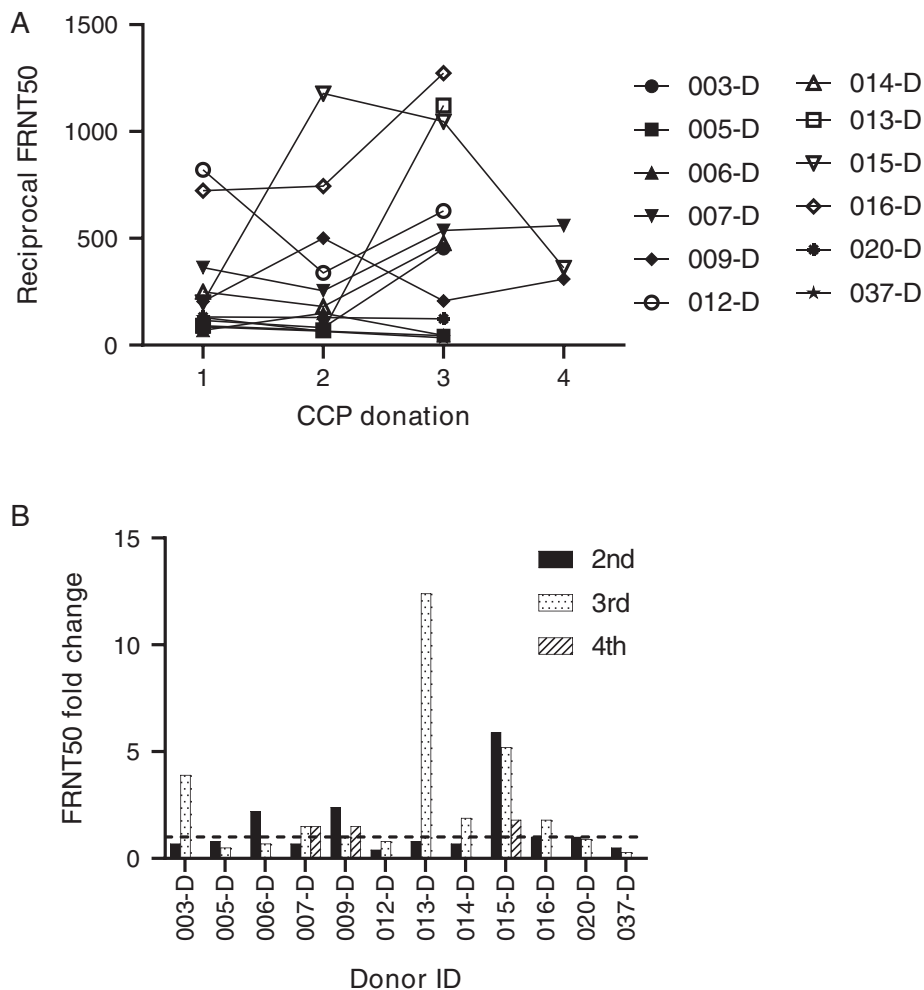 A
1500
1000
500
0
Reciprocal FRNT50
1 2 3 4
CCP donation
003-D
005-D
006-D
007-D
009-D
012-D
014-D
013-D
015-D
016-D
020-D
037-D
B
15
10
5
0
FRNT50 fold change
2nd
3rd
4th
003-D
005-D
006-D
007-D
009-D
012-D
013-D
014-D
015-D
016-D
020-D
037-D
Donor ID